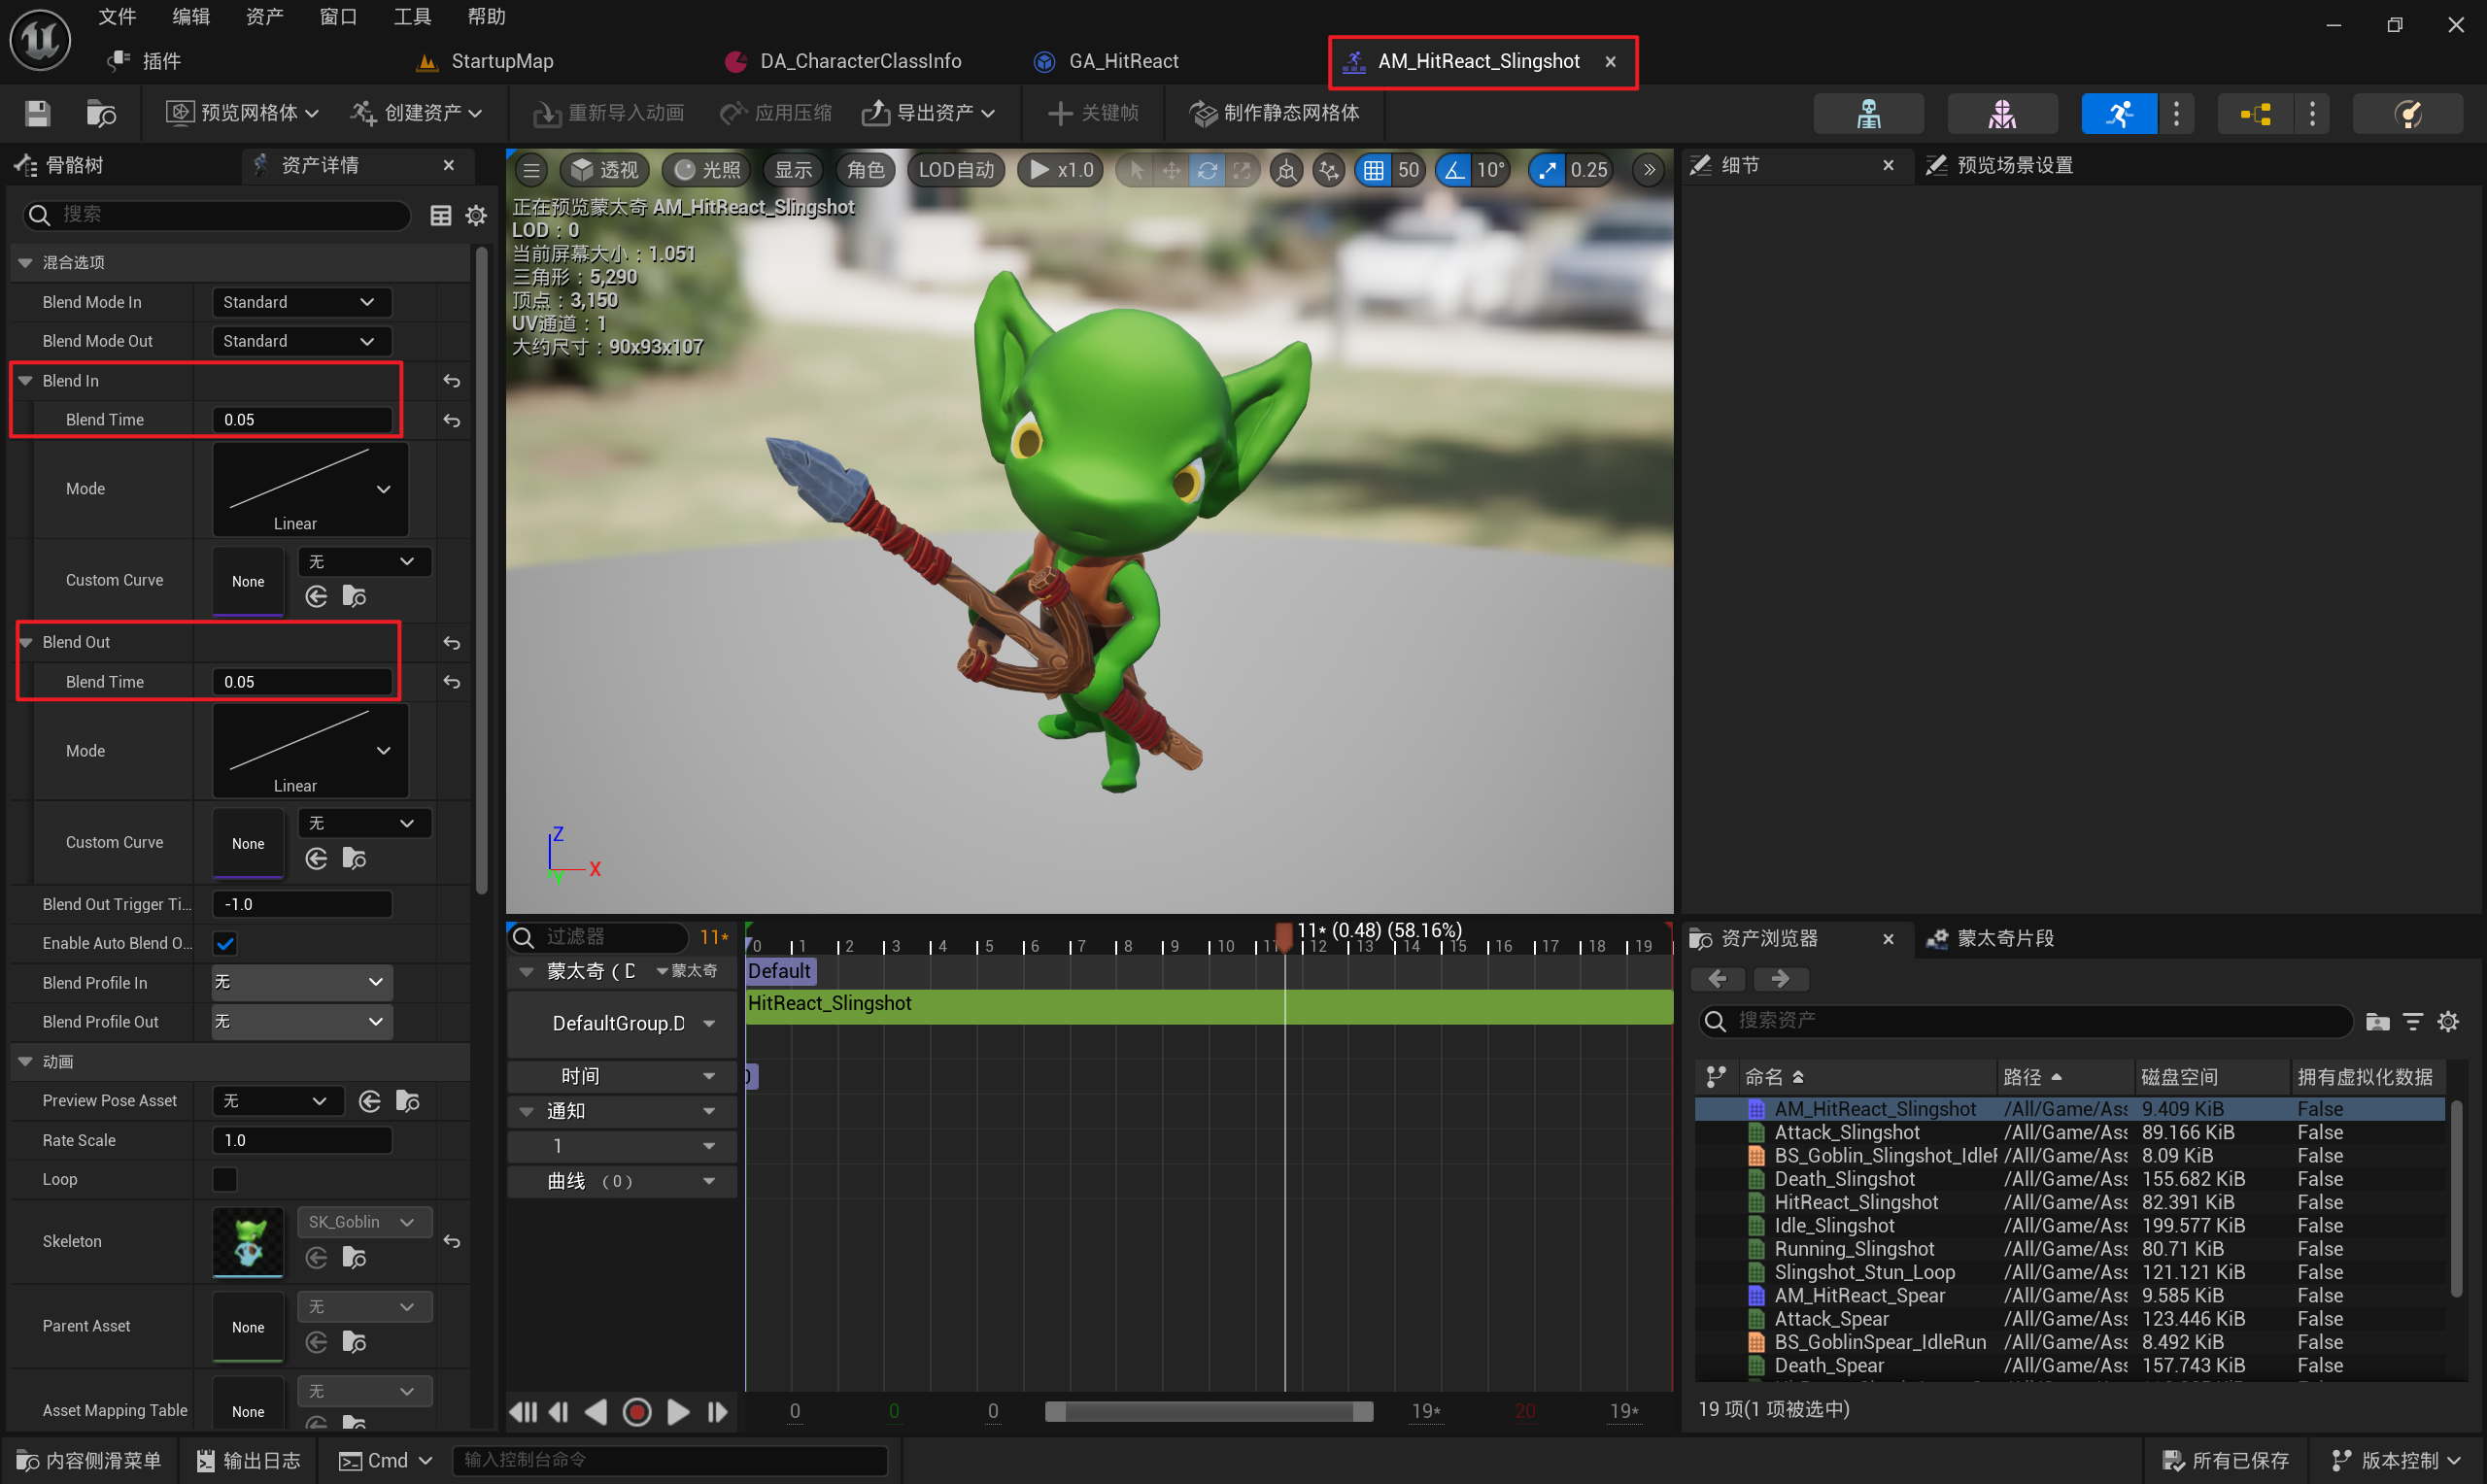 文件 编辑 资产 窗口 工具 帮助
插件 StartupMap DA_CharacterClassInfo GA_HitReact AM_HitReact_Slingshot
预览网格体 创建资产 重新导入动画 应用压缩 导出资产 关键帧 制作静态网格体
骨骼树 资产详情
搜索
混合选项
Blend Mode In Standard
Blend Mode Out Standard
Blend In
Blend Time 0.05
Mode
Linear
Custom Curve None 无
Blend Out
Blend Time 0.05
Mode
Linear
Custom Curve None 无
Blend Out Trigger Ti... -1.0
Enable Auto Blend O...
Blend Profile In 无
Blend Profile Out 无
动画
Preview Pose Asset 无
Rate Scale 1.0
Loop
Skeleton SK_Goblin
Parent Asset None 无
Asset Mapping Table None 无
透视 光照 显示 角色 LOD自动 x1.0 50 10° 0.25
正在预览蒙太奇 AM_HitReact_Slingshot
LOD：0
当前屏幕大小：1.051
三角形：5,290
顶点：3,150
UV通道：1
大约尺寸：90x93x107
Z
X
Y
过滤器 11*
11* (0.48) (58.16%)
0 1 2 3 4 5 6 7 8 9 10 11 12 13 14 15 16 17 18 19
蒙太奇（D 蒙太奇 Default
HitReact_Slingshot
DefaultGroup.D
时间
通知
1
曲线 （0）
0 0 0 19* 20 19*
细节 预览场景设置
资产浏览器 蒙太奇片段
搜索资产
命名 路径 磁盘空间 拥有虚拟化数据
AM_HitReact_Slingshot /All/Game/Ass 9.409 KiB False
Attack_Slingshot /All/Game/Ass 89.166 KiB False
BS_Goblin_Slingshot_IdleF /All/Game/Ass 8.09 KiB False
Death_Slingshot /All/Game/Ass 155.682 KiB False
HitReact_Slingshot /All/Game/Ass 82.391 KiB False
Idle_Slingshot /All/Game/Ass 199.577 KiB False
Running_Slingshot /All/Game/Ass 80.71 KiB False
Slingshot_Stun_Loop /All/Game/Ass 121.121 KiB False
AM_HitReact_Spear /All/Game/Ass 9.585 KiB False
Attack_Spear /All/Game/Ass 123.446 KiB False
BS_GoblinSpear_IdleRun /All/Game/Ass 8.492 KiB False
Death_Spear /All/Game/Ass 157.743 KiB False
19 项(1 项被选中)
内容侧滑菜单 输出日志 Cmd 输入控制台命令 所有已保存 版本控制